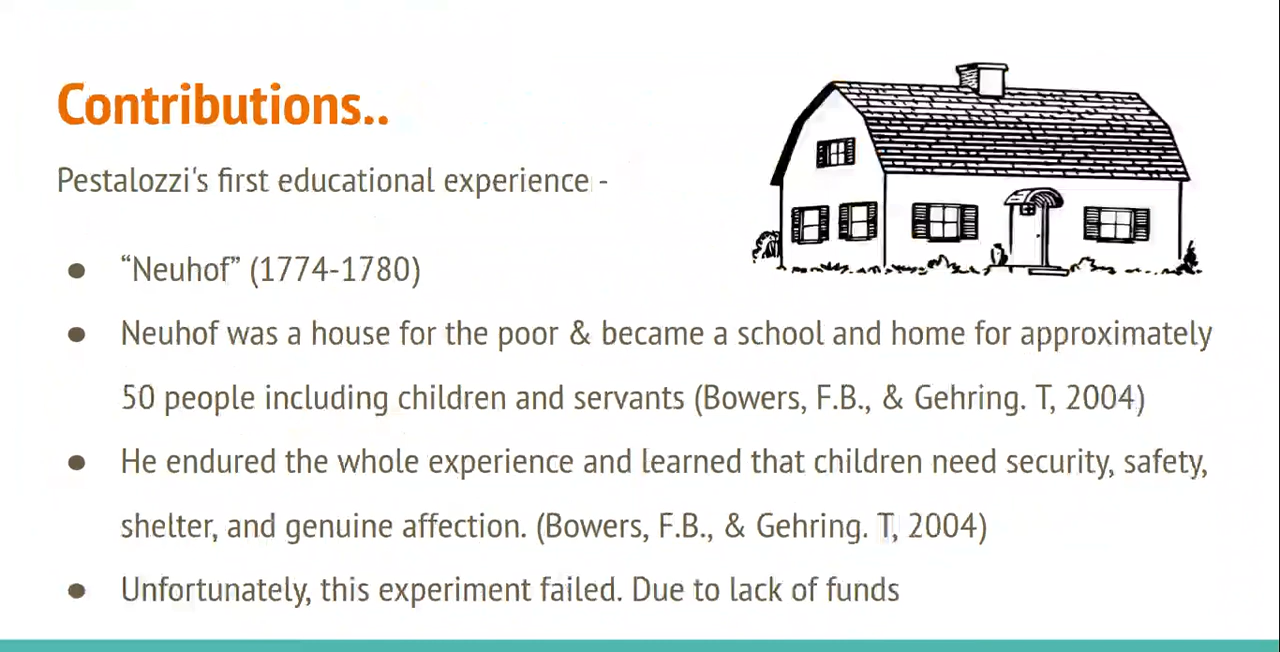 Contributions..
Pestalozzi's first educational experience -
● “Neuhof” (1774-1780)
● Neuhof was a house for the poor & became a school and home for approximately
50 people including children and servants (Bowers, F.B., & Gehring. T, 2004)
● He endured the whole experience and learned that children need security, safety,
shelter, and genuine affection. (Bowers, F.B., & Gehring. T, 2004)
● Unfortunately, this experiment failed. Due to lack of funds